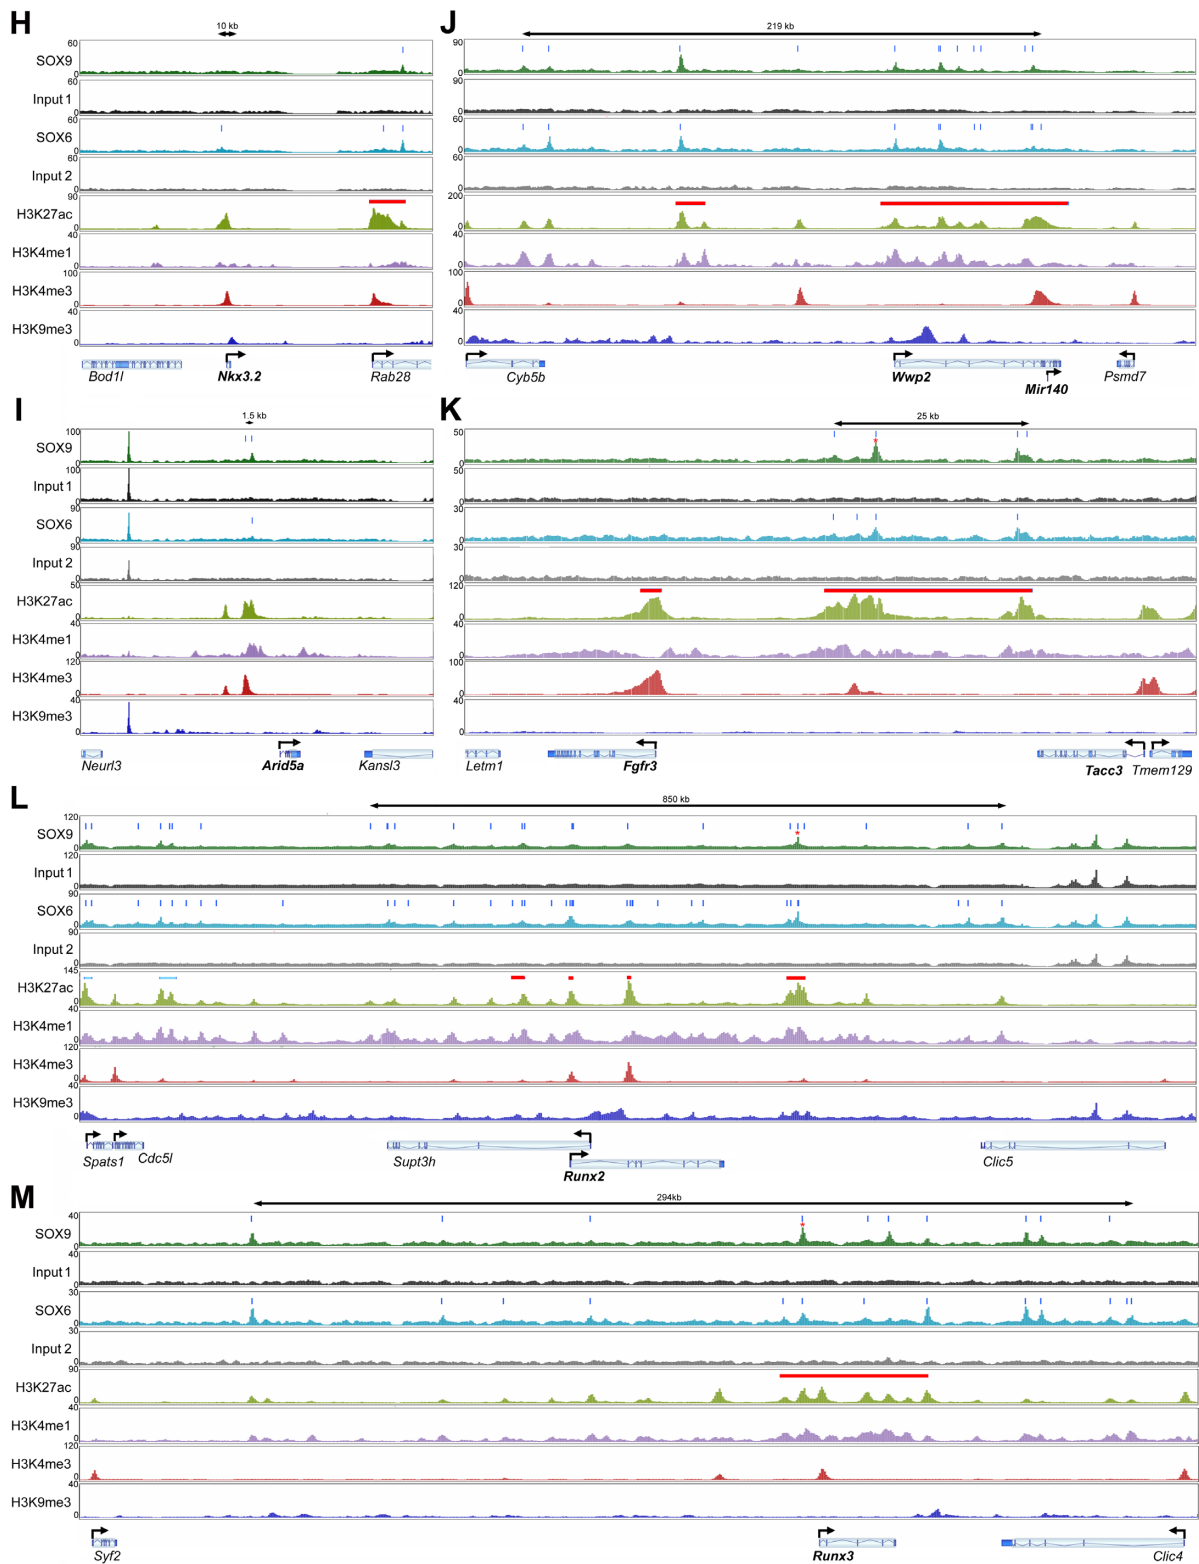 H
10 kb
SOX9
60
0
Input 1
60
0
SOX6
60
0
Input 2
60
0
H3K27ac
90
0
H3K4me1
40
0
H3K4me3
100
0
H3K9me3
40
0
Bod1l
Nkx3.2
Rab28
J
219 kb
90
0
90
0
60
0
60
0
200
0
40
0
100
0
40
0
Cyb5b
Wwp2
Mir140
Psmd7
I
1.5 kb
SOX9
100
0
Input 1
100
0
SOX6
90
0
Input 2
90
0
H3K27ac
50
0
H3K4me1
40
0
H3K4me3
120
0
H3K9me3
40
0
Neurl3
Arid5a
Kansl3
K
25 kb
50
0
*
50
0
30
0
30
0
120
0
40
0
100
0
40
0
Letm1
Fgfr3
Tacc3
Tmem129
L
850 kb
SOX9
120
0
*
Input 1
120
0
SOX6
90
0
Input 2
90
0
H3K27ac
145
0
H3K4me1
40
0
H3K4me3
120
0
H3K9me3
40
0
Spats1
Cdc5l
Supt3h
Runx2
Clic5
M
294kb
SOX9
40
0
*
Input 1
40
0
SOX6
30
0
Input 2
30
0
H3K27ac
90
0
H3K4me1
40
0
H3K4me3
120
0
H3K9me3
40
0
Syf2
Runx3
Clic4